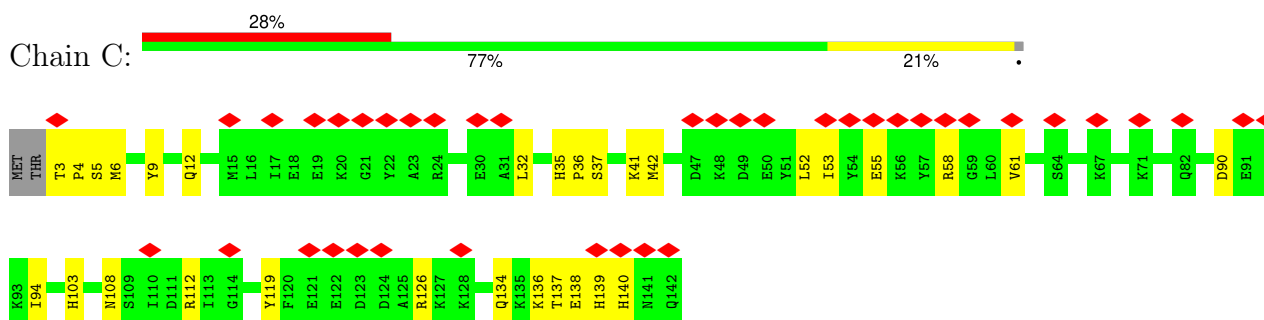 28%
Chain C:
77% 21% •
MET THR T3 P4 S5 M6 Y9 Q12 M15 L16 I17 E18 E19 K20 G21 Y22 A23 R24 E30 A31 L32 H35 P36 S37 K41 M42 D47 K48 D49 E50 Y51 L52 I53 Y54 E55 K56 Y57 R58 G59 L60 V61 S64 K67 K71 Q82 D90 E91
K93 I94 H103 N108 S109 I110 D111 R112 I113 G114 Y119 F120 E121 E122 D123 D124 A125 R126 K127 K128 Q134 K135 K136 T137 E138 H139 H140 N141 Q142